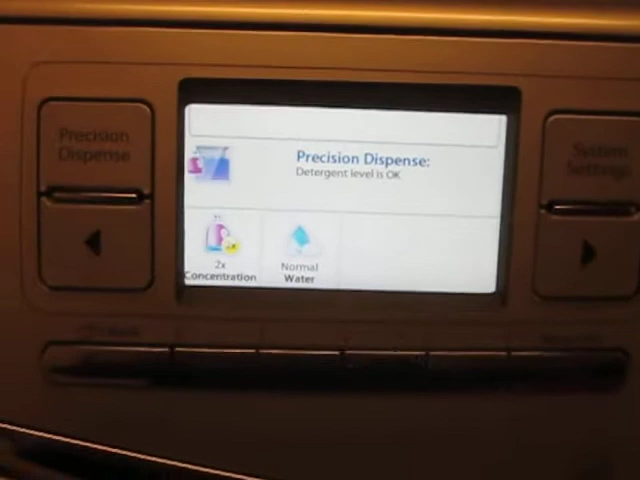 Precision
Dispense
Precision Dispense:
Detergent level is OK
2x
Concentration
Normal
Water
System
Settings